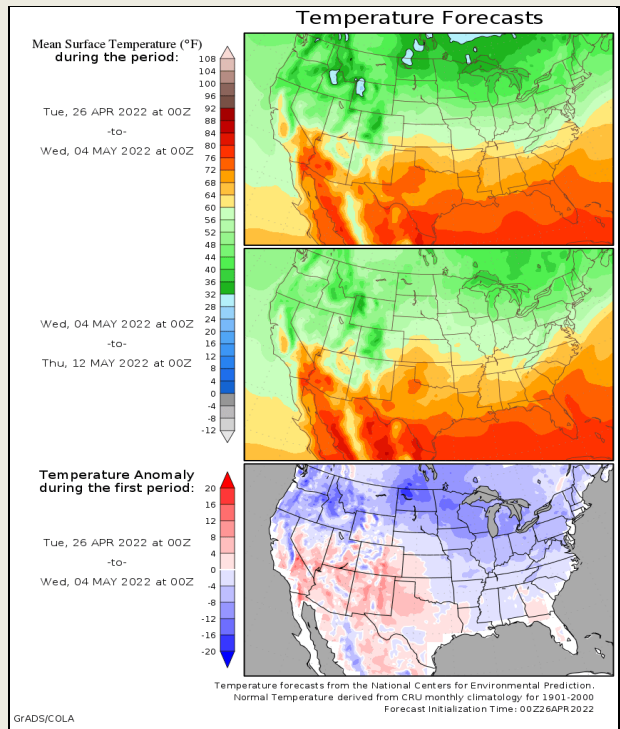 Temperature Forecasts
Mean Surface Temperature (°F)
during the period:
Tue, 26 APR 2022 at 00Z
-to-
Wed, 04 MAY 2022 at 00Z
108
104
100
96
92
88
84
80
76
72
68
64
60
56
52
48
44
40
36
32
28
24
20
16
12
8
4
0
-4
-8
-12
Wed, 04 MAY 2022 at 00Z
-to-
Thu, 12 MAY 2022 at 00Z
Temperature Anomaly
during the first period:
Tue, 26 APR 2022 at 00Z
-to-
Wed, 04 MAY 2022 at 00Z
20
16
12
8
4
0
-4
-8
-12
-16
-20
Temperature forecasts from the National Centers for Environmental Prediction.
Normal Temperature derived from CRU monthly climatology for 1901-2000
Forecast Initialization Time: 00Z26APR2022
GrADS/COLA